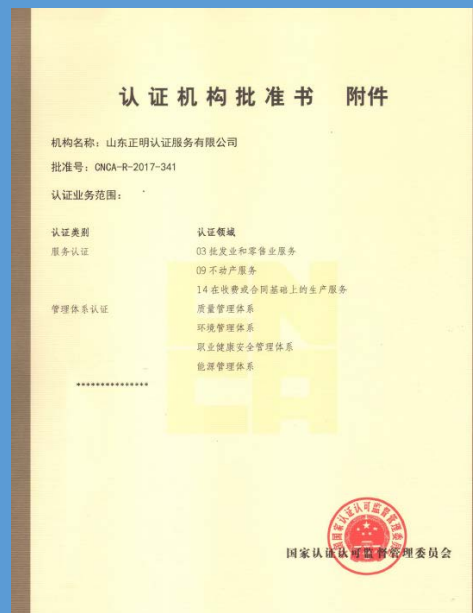 认证机构批准书 附件
机构名称：山东正明认证服务有限公司
批准号：CNCA-R-2017-341
认证业务范围：
认证类别 认证领域
服务认证 03 批发业和零售业服务
09 不动产服务
14 在收费或合同基础上的生产服务
管理体系认证 质量管理体系
环境管理体系
职业健康安全管理体系
能源管理体系
***************
CN
CA
国家认证认可监督管理委员会